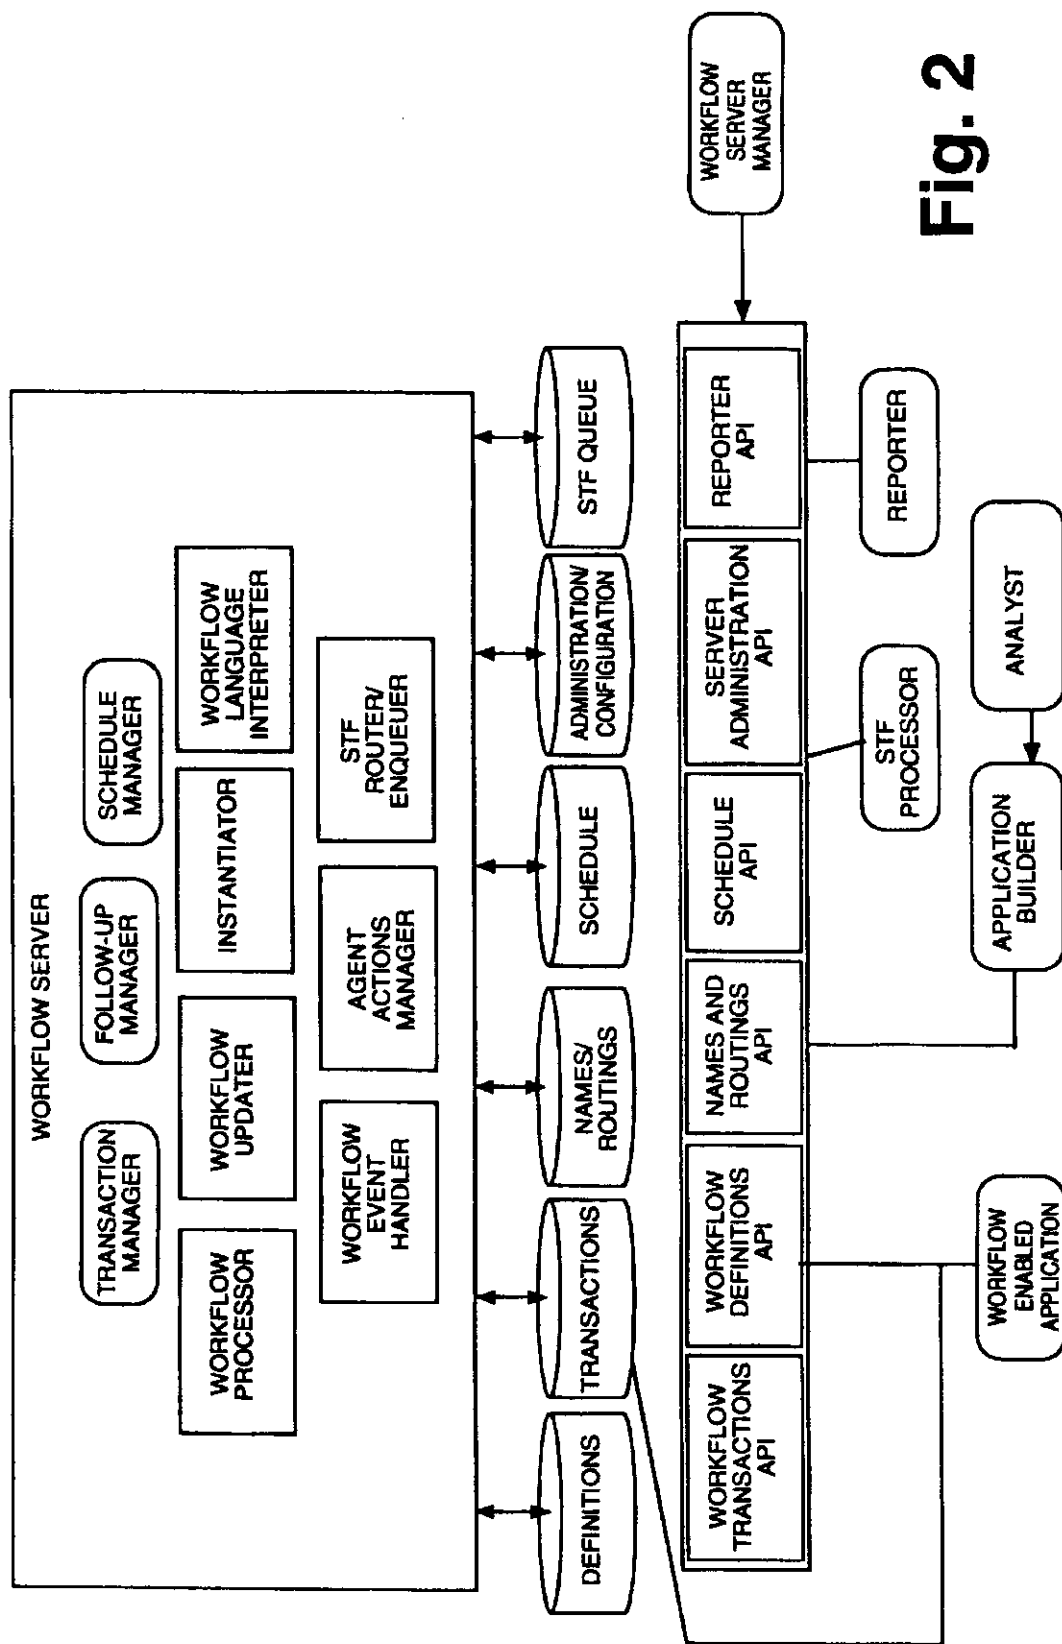 WORKFLOW SERVER
TRANSACTION
MANAGER
FOLLOW-UP
MANAGER
SCHEDULE
MANAGER
WORKFLOW
PROCESSOR
WORKFLOW
UPDATER
INSTANTIATOR
WORKFLOW
LANGUAGE
INTERPRETER
WORKFLOW
EVENT
HANDLER
AGENT
ACTIONS
MANAGER
STF
ROUTER/
ENQUEUER
DEFINITIONS
TRANSACTIONS
NAMES/
ROUTINGS
SCHEDULE
ADMINISTRATION/
CONFIGURATION
STF QUEUE
WORKFLOW
TRANSACTIONS
API
WORKFLOW
DEFINITIONS
API
NAMES AND
ROUTINGS
API
SCHEDULE
API
SERVER
ADMINISTRATION
API
REPORTER
API
WORKFLOW
SERVER
MANAGER
STF
PROCESSOR
REPORTER
WORKFLOW
ENABLED
APPLICATION
APPLICATION
BUILDER
ANALYST
Fig. 2